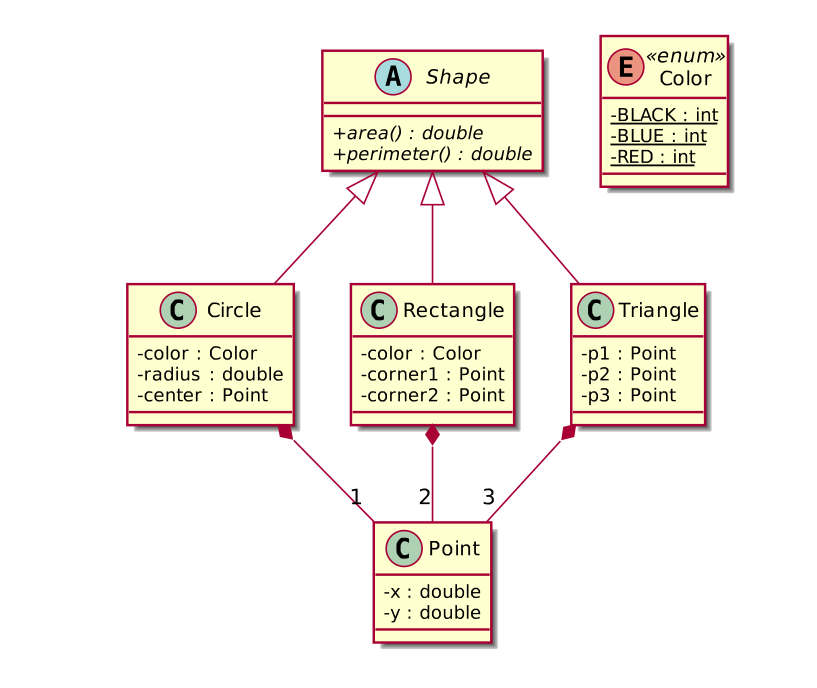 A Shape
+area() : double
+perimeter() : double
E «enum»
Color
-BLACK : int
-BLUE : int
-RED : int
C Circle
-color : Color
-radius : double
-center : Point
C Rectangle
-color : Color
-corner1 : Point
-corner2 : Point
C Triangle
-p1 : Point
-p2 : Point
-p3 : Point
1
2
3
C Point
-x : double
-y : double